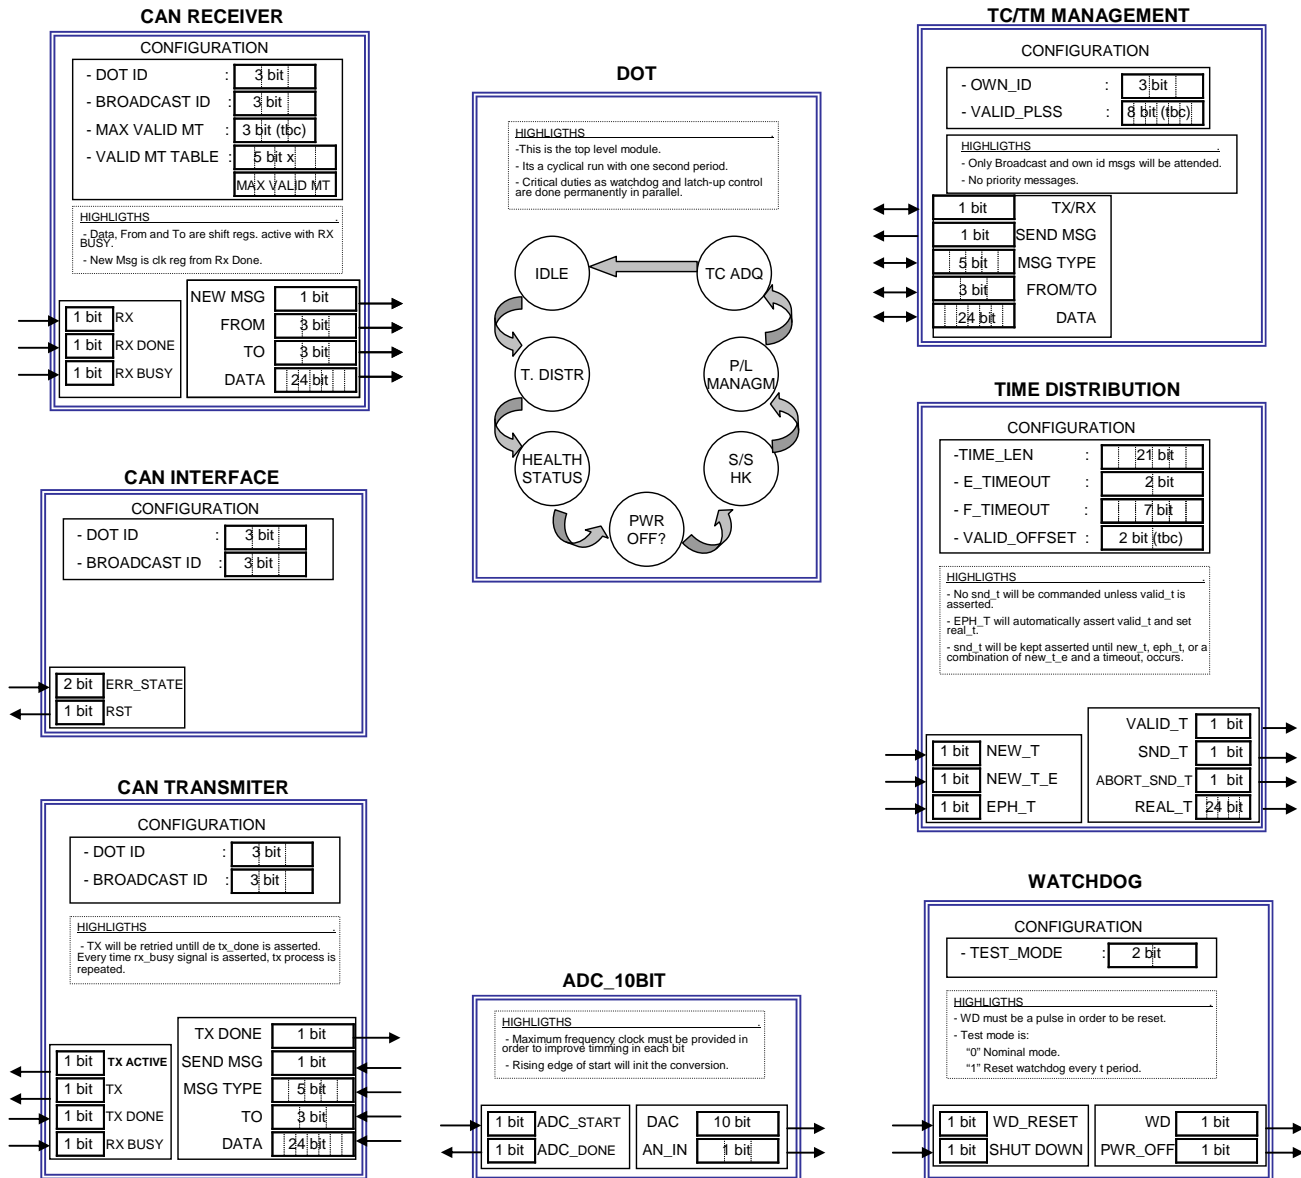 CAN RECEIVER
CONFIGURATION
- DOT ID : 3 bit
- BROADCAST ID : 3 bit
- MAX VALID MT : 3 bit (tbc)
- VALID MT TABLE : 5 bit x
MAX VALID MT
HIGHLIGTHS .
- Data, From and To are shift regs. active with RX
BUSY.
- New Msg is clk reg from Rx Done.
1 bit RX
1 bit RX DONE
1 bit RX BUSY
NEW MSG 1 bit
FROM 3 bit
TO 3 bit
DATA 24 bit
CAN INTERFACE
CONFIGURATION
- DOT ID : 3 bit
- BROADCAST ID : 3 bit
2 bit ERR_STATE
1 bit RST
CAN TRANSMITER
CONFIGURATION
- DOT ID : 3 bit
- BROADCAST ID : 3 bit
HIGHLIGTHS .
- TX will be retried untill de tx_done is asserted.
Every time rx_busy signal is asserted, tx process is
repeated.
1 bit TX ACTIVE
1 bit TX
1 bit TX DONE
1 bit RX BUSY
TX DONE 1 bit
SEND MSG 1 bit
MSG TYPE 5 bit
TO 3 bit
DATA 24 bit
DOT
HIGHLIGTHS .
-This is the top level module.
- Its a cyclical run with one second period.
- Critical duties as watchdog and latch-up control
are done permanently in parallel.
IDLE
TC ADQ
T. DISTR
P/L
MANAGM
HEALTH
STATUS
S/S
HK
PWR
OFF?
ADC_10BIT
HIGHLIGTHS .
- Maximum frequency clock must be provided in
order to improve timming in each bit
- Rising edge of start will init the conversion.
1 bit ADC_START
1 bit ADC_DONE
DAC 10 bit
AN_IN 1 bit
TC/TM MANAGEMENT
CONFIGURATION
- OWN_ID : 3 bit
- VALID_PLSS : 8 bit (tbc)
HIGHLIGTHS .
- Only Broadcast and own id msgs will be attended.
- No priority messages.
1 bit TX/RX
1 bit SEND MSG
5 bit MSG TYPE
3 bit FROM/TO
24 bit DATA
TIME DISTRIBUTION
CONFIGURATION
-TIME_LEN : 21 bit
- E_TIMEOUT : 2 bit
- F_TIMEOUT : 7 bit
- VALID_OFFSET : 2 bit (tbc)
HIGHLIGTHS .
- No snd_t will be commanded unless valid_t is
asserted.
- EPH_T will automatically assert valid_t and set
real_t.
- snd_t will be kept asserted until new_t, eph_t, or a
combination of new_t_e and a timeout, occurs.
1 bit NEW_T
1 bit NEW_T_E
1 bit EPH_T
VALID_T 1 bit
SND_T 1 bit
ABORT_SND_T 1 bit
REAL_T 24 bit
WATCHDOG
CONFIGURATION
- TEST_MODE : 2 bit
HIGHLIGTHS .
- WD must be a pulse in order to be reset.
- Test mode is:
“0” Nominal mode.
“1” Reset watchdog every t period.
1 bit WD_RESET
1 bit SHUT DOWN
WD 1 bit
PWR_OFF 1 bit